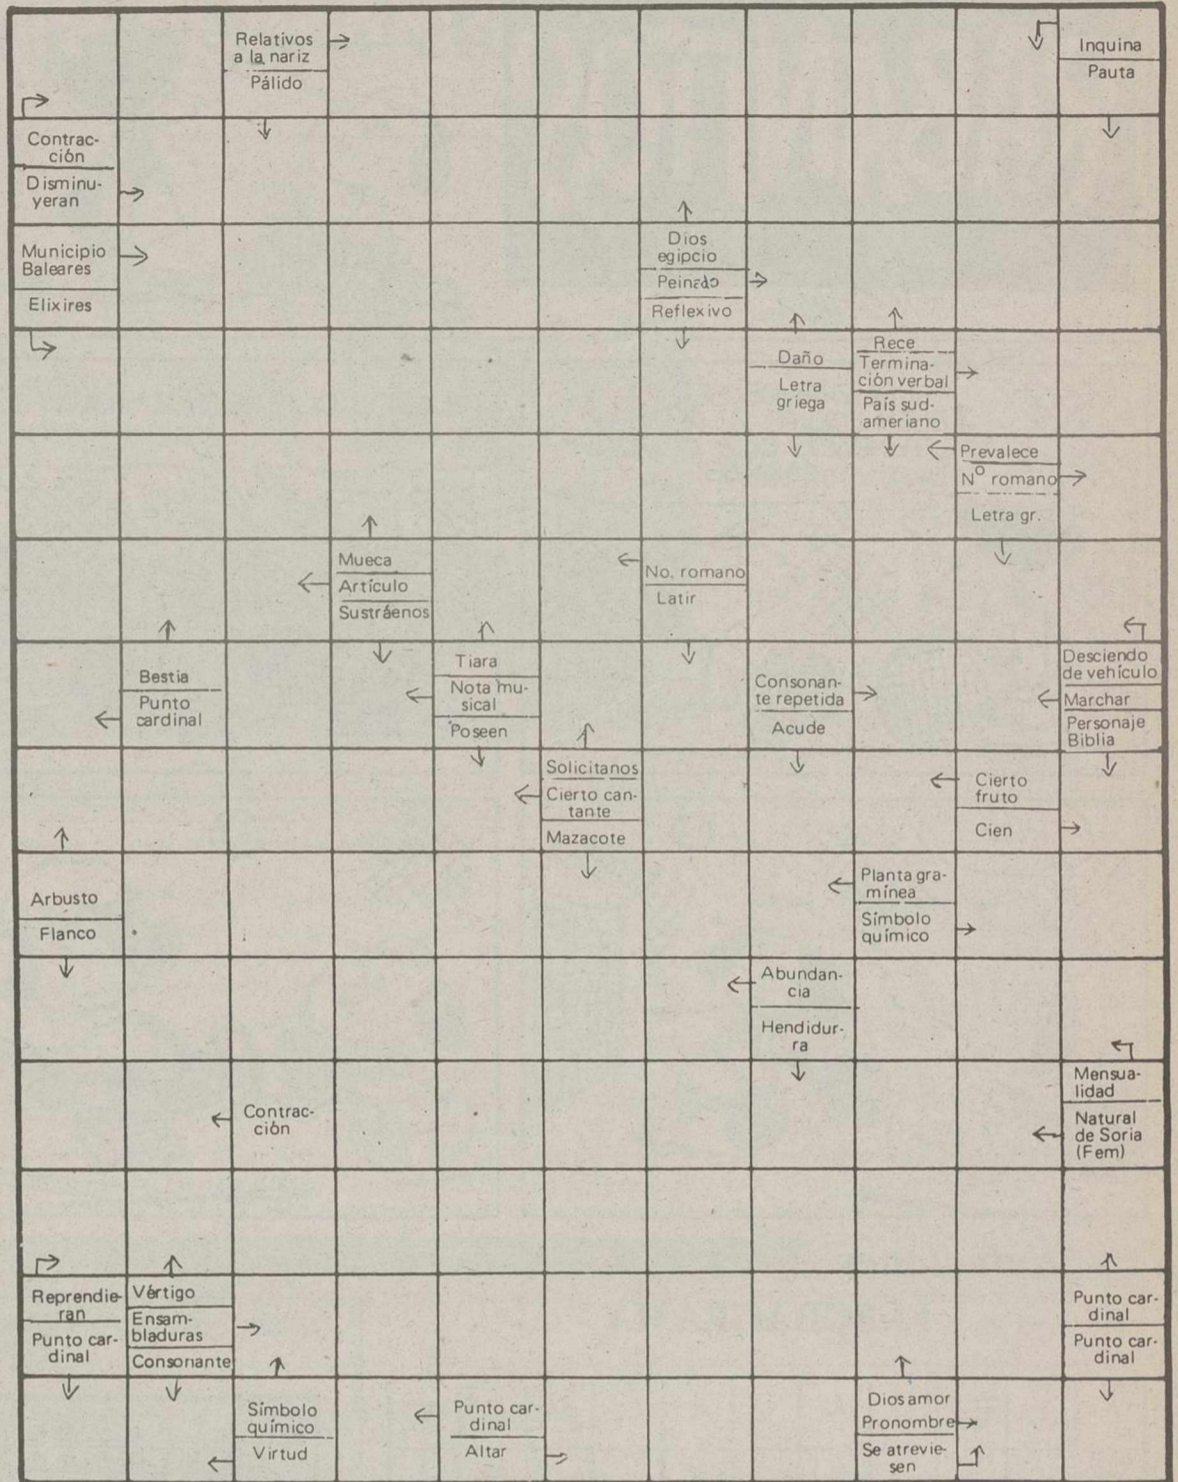 Relativos
a la nariz
Pálido
Inquina
Pauta
Contrac-
ción
Disminu-
yeran
Municipio
Baleares
Elixires
Dios
egipcio
Peinado
Reflexivo
Daño
Letra
griega
Rece
Termina-
ción verbal
País sud-
ameriano
Prevalece
Nº romano
Letra gr.
Mueca
Artículo
Sustráenos
No. romano
Latir
Bestia
Punto
cardinal
Tiara
Nota mu-
sical
Poseen
Consonan-
te repetida
Acude
Desciendo
de vehículo
Marchar
Personaje
Biblia
Solicitanos
Cierto can-
tante
Mazacote
Cierto
fruto
Cien
Arbusto
Flanco
Planta gra-
mínea
Símbolo
químico
Abundan-
cia
Hendidur-
ra
Contrac-
ción
Mensua-
lidad
Natural
de Soria
(Fem)
Reprendie-
ran
Punto car-
dinal
Vértigo
Ensam-
bladuras
Consonante
Punto car-
dinal
Punto car-
dinal
Símbolo
químico
Virtud
Punto car-
dinal
Altar
Dios amor
Pronombre
Se atrevie-
sen